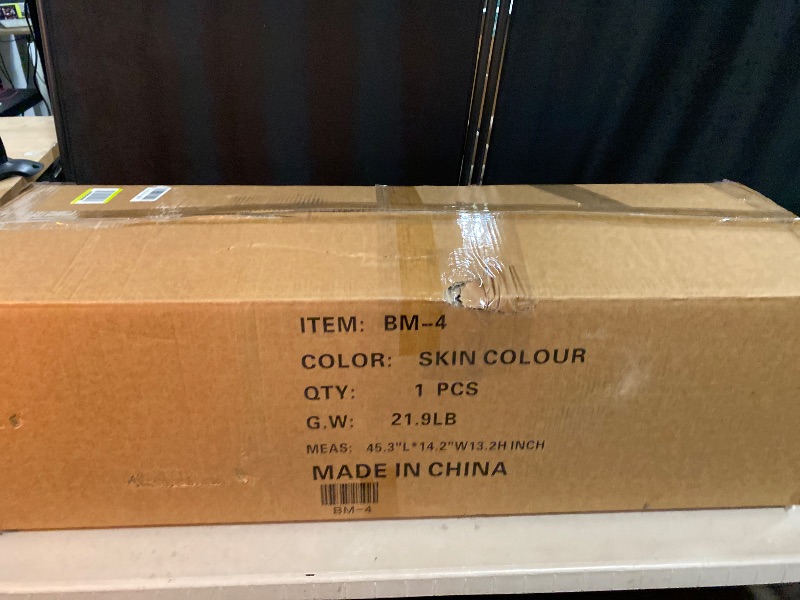 ITEM: BM-4
COLOR: SKIN COLOUR
QTY: 1 PCS
G.W: 21.9LB
MEAS: 45.3"L*14.2"W13.2H INCH
MADE IN CHINA
BM-4